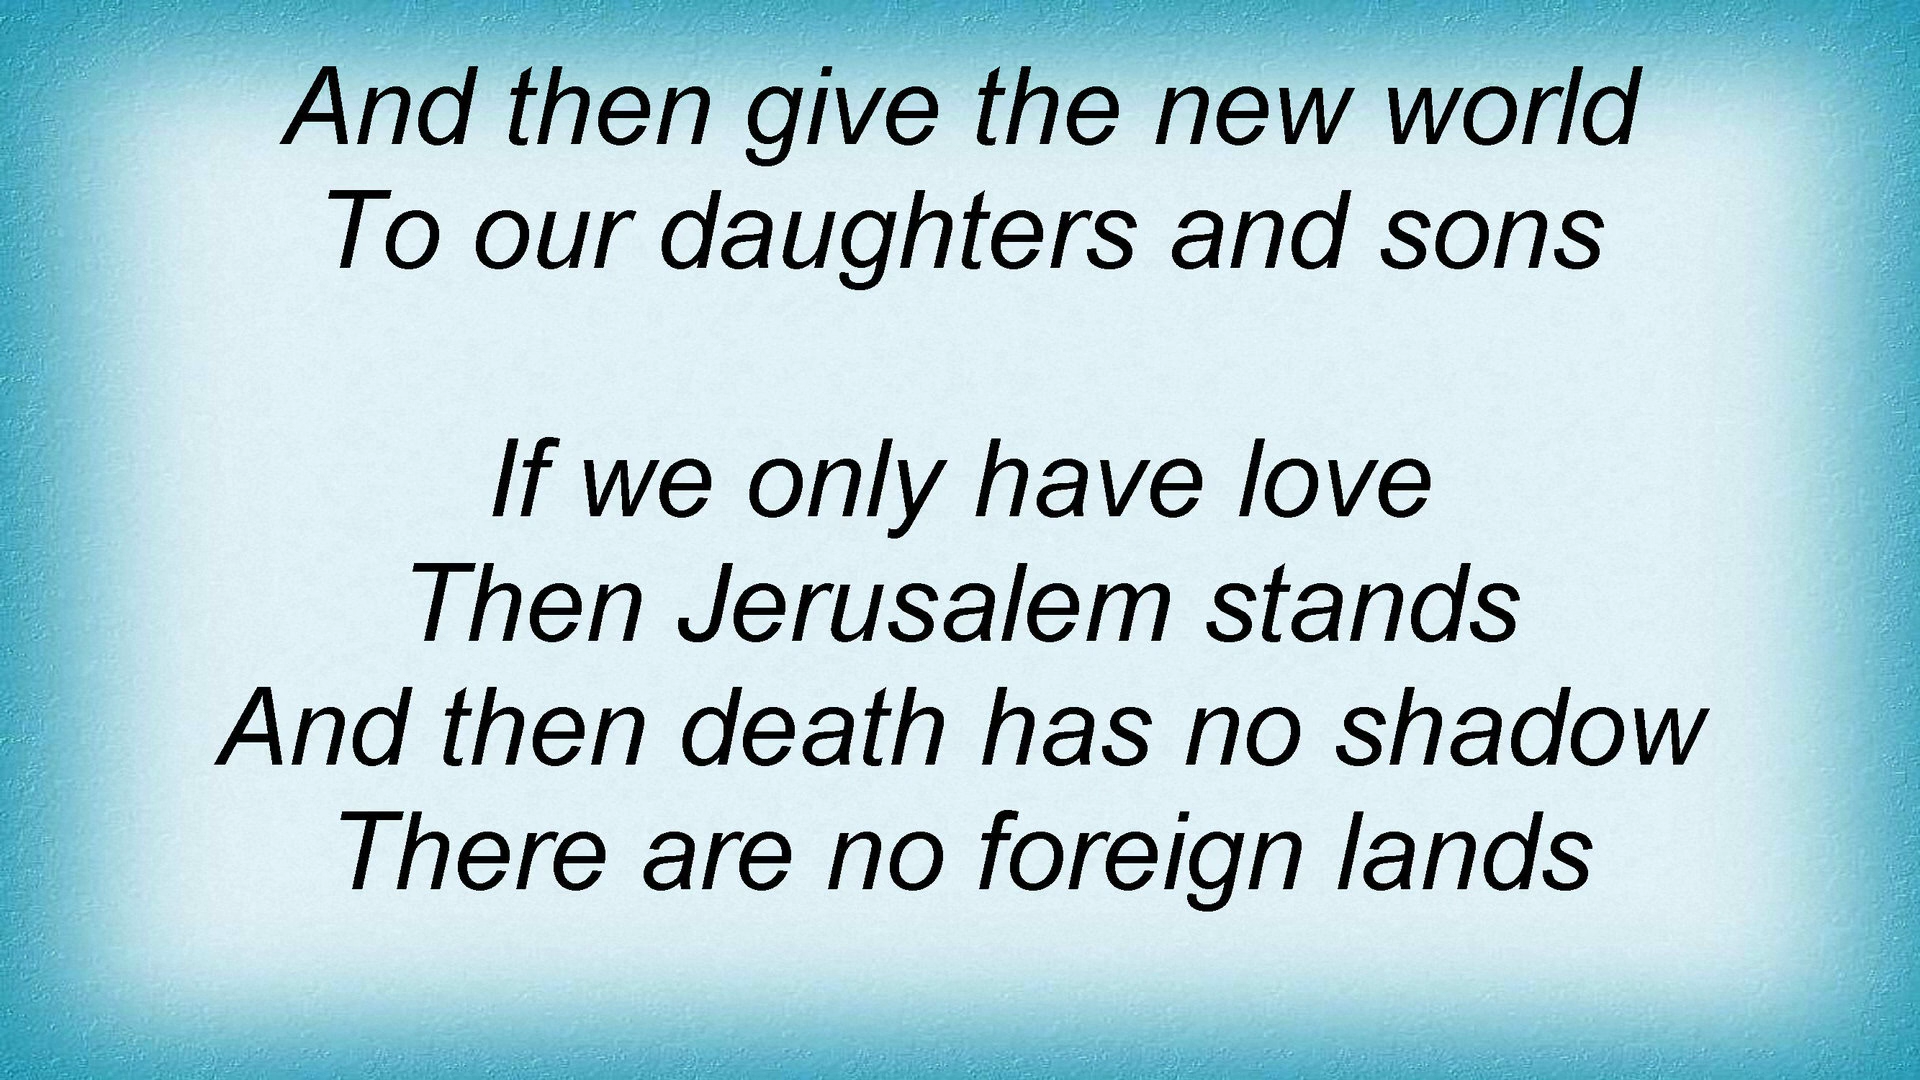 And then give the new world
To our daughters and sons
If we only have love
Then Jerusalem stands
And then death has no shadow
There are no foreign lands